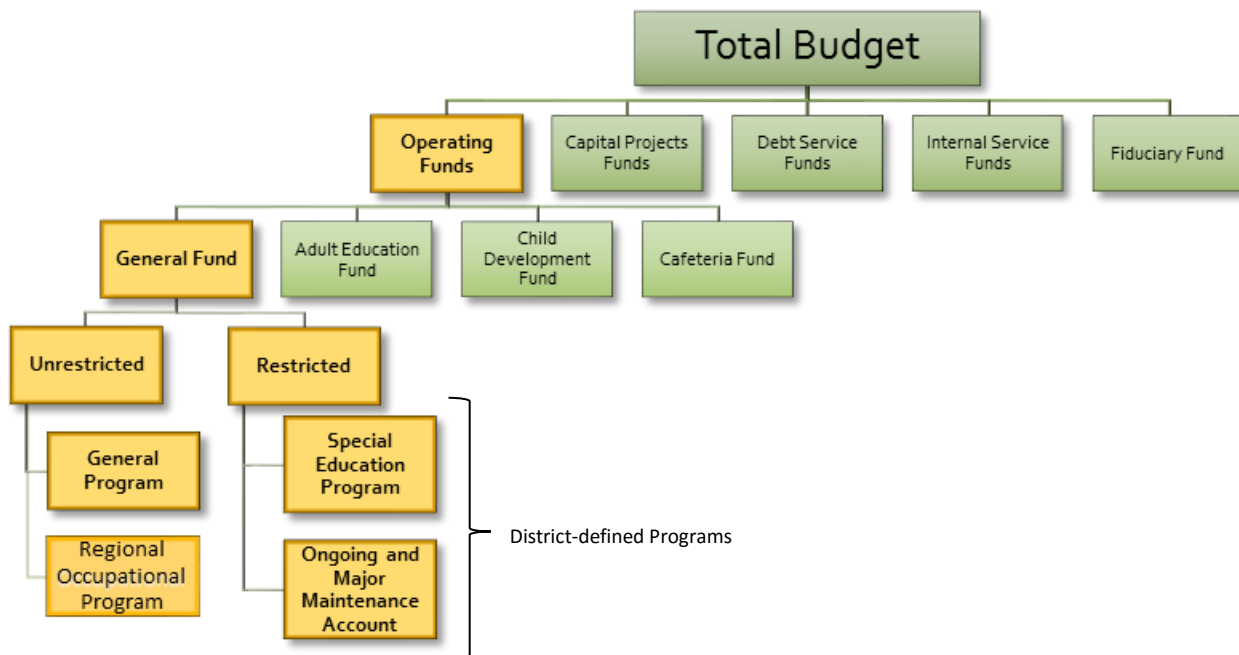 Total Budget
Operating
Funds
Capital Projects
Funds
Debt Service
Funds
Internal Service
Funds
Fiduciary Fund
General Fund
Adult Education
Fund
Child
Development
Fund
Cafeteria Fund
Unrestricted
Restricted
General
Program
Regional
Occupational
Program
Special
Education
Program
Ongoing and
Major
Maintenance
Account
District-defined Programs